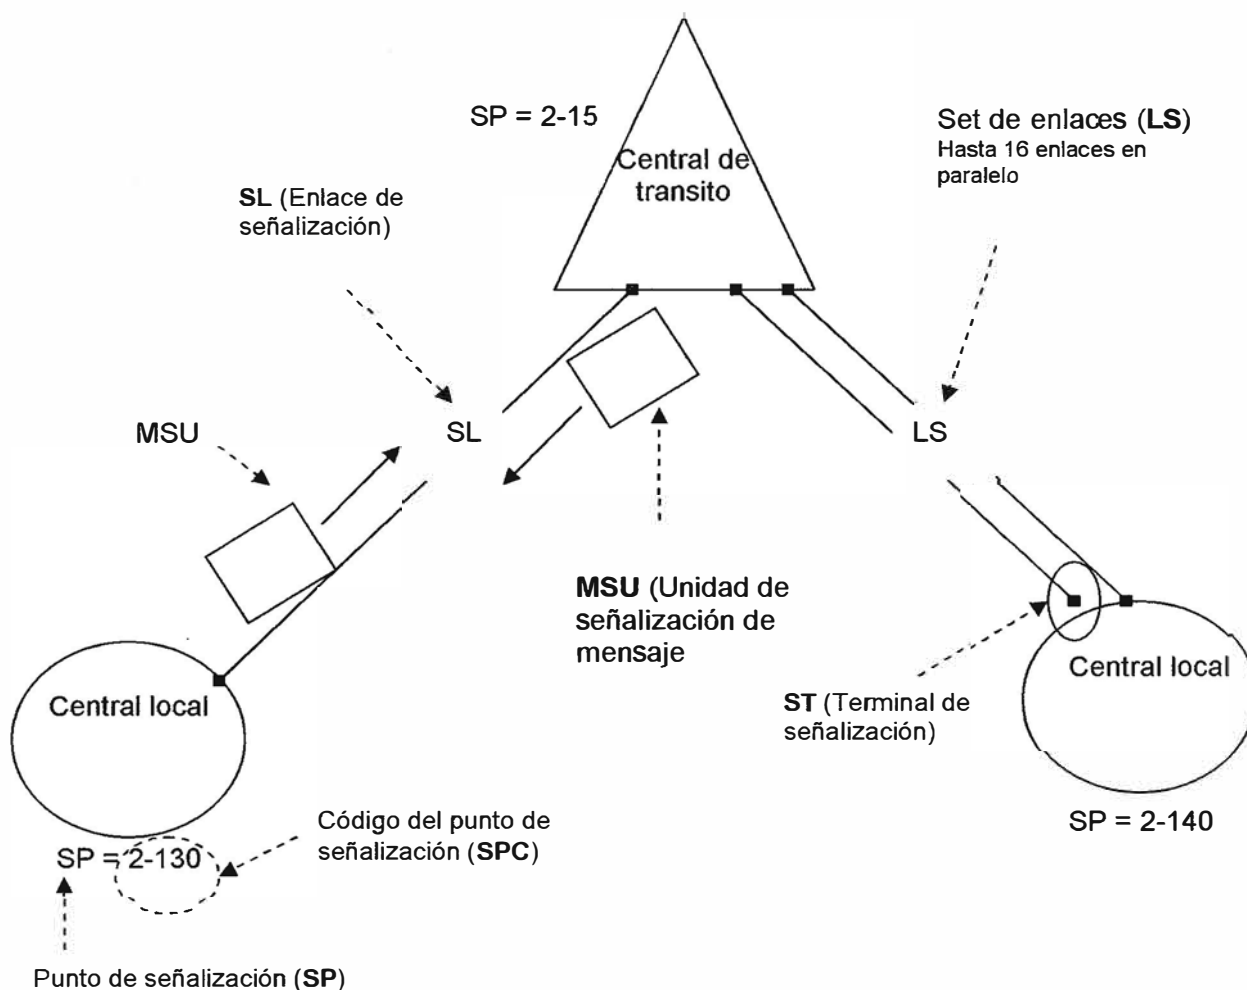 SP = 2-15
Central de
transito
Set de enlaces (LS)
Hasta 16 enlaces en
paralelo
SL (Enlace de
señalización)
MSU
SL
LS
MSU (Unidad de
señalización de
mensaje
Central local
ST (Terminal de
señalización)
Central local
SP = 2-140
Código del punto de
señalización (SPC)
SP = 2-130
Punto de señalización (SP)